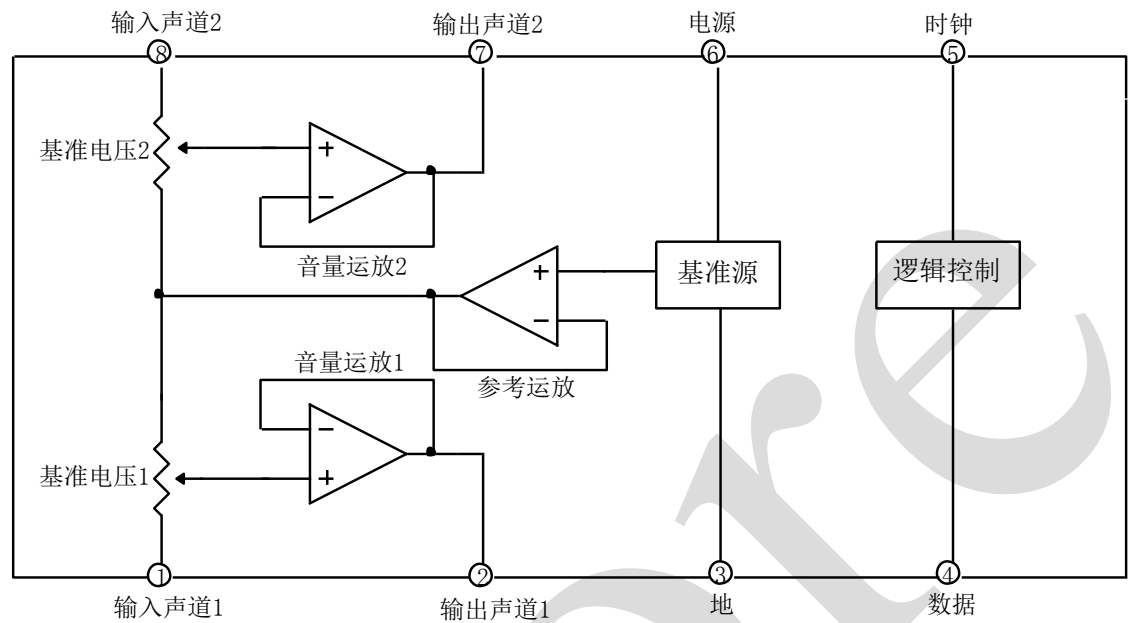 输入声道2
输出声道2
电源
时钟
⑧
⑦
⑥
⑤
基准电压2
+
−
音量运放2
+
−
基准源
逻辑控制
音量运放1
参考运放
−
+
基准电压1
①
②
③
④
输入声道1
输出声道1
地
数据
re